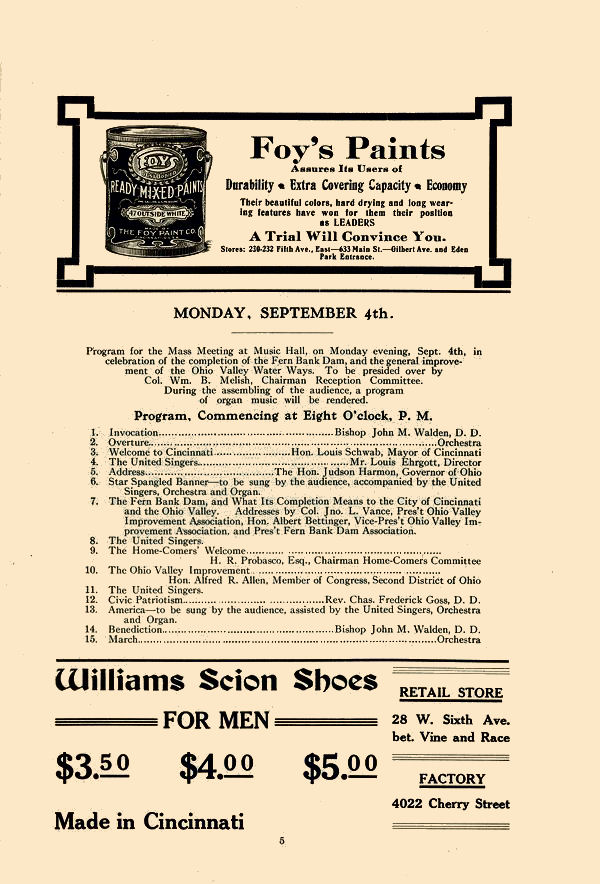 FOY'S
READY MIXED PAINTS
47 OUTSIDE WHITE
MADE BY
THE FOY PAINT CO.
Foy's Paints
Assures Its Users of
Durability • Extra Covering Capacity • Economy
Their beautiful colors, hard drying and long wear-
ing features have won for them their position
as LEADERS
A Trial Will Convince You.
Stores: 230-232 Fifth Ave., East—633 Main St.—Gilbert Ave. and Eden
Park Entrance.
MONDAY, SEPTEMBER 4th.
Program for the Mass Meeting at Music Hall, on Monday evening, Sept. 4th, in
celebration of the completion of the Fern Bank Dam, and the general improve-
ment of the Ohio Valley Water Ways. To be presided over by
Col. Wm. B. Melish, Chairman Reception Committee.
During the assembling of the audience, a program
of organ music will be rendered.
Program, Commencing at Eight O'clock, P. M.
1. Invocation....................Bishop John M. Walden, D. D.
2. Overture....................Orchestra
3. Welcome to Cincinnati....................Hon. Louis Schwab, Mayor of Cincinnati
4. The United Singers....................Mr. Louis Ehrgott, Director
5. Address....................The Hon. Judson Harmon, Governor of Ohio
6. Star Spangled Banner—to be sung by the audience, accompanied by the United
Singers, Orchestra and Organ.
7. The Fern Bank Dam, and What Its Completion Means to the City of Cincinnati
and the Ohio Valley. Addresses by Col. Jno. L. Vance, Pres't Ohio Valley
Improvement Association, Hon. Albert Bettinger, Vice-Pres't Ohio Valley Im-
provement Association, and Pres't Fern Bank Dam Association.
8. The United Singers.
9. The Home-Comers' Welcome....................
H. R. Probasco, Esq., Chairman Home-Comers Committee
10. The Ohio Valley Improvement....................
Hon. Alfred R. Allen, Member of Congress, Second District of Ohio
11. The United Singers.
12. Civic Patriotism....................Rev. Chas. Frederick Goss, D. D.
13. America—to be sung by the audience, assisted by the United Singers, Orchestra
and Organ.
14. Benediction....................Bishop John M. Walden, D. D.
15. March....................Orchestra
Williams Scion Shoes
FOR MEN
$3.50 $4.00 $5.00
Made in Cincinnati
RETAIL STORE
28 W. Sixth Ave.
bet. Vine and Race
FACTORY
4022 Cherry Street
5